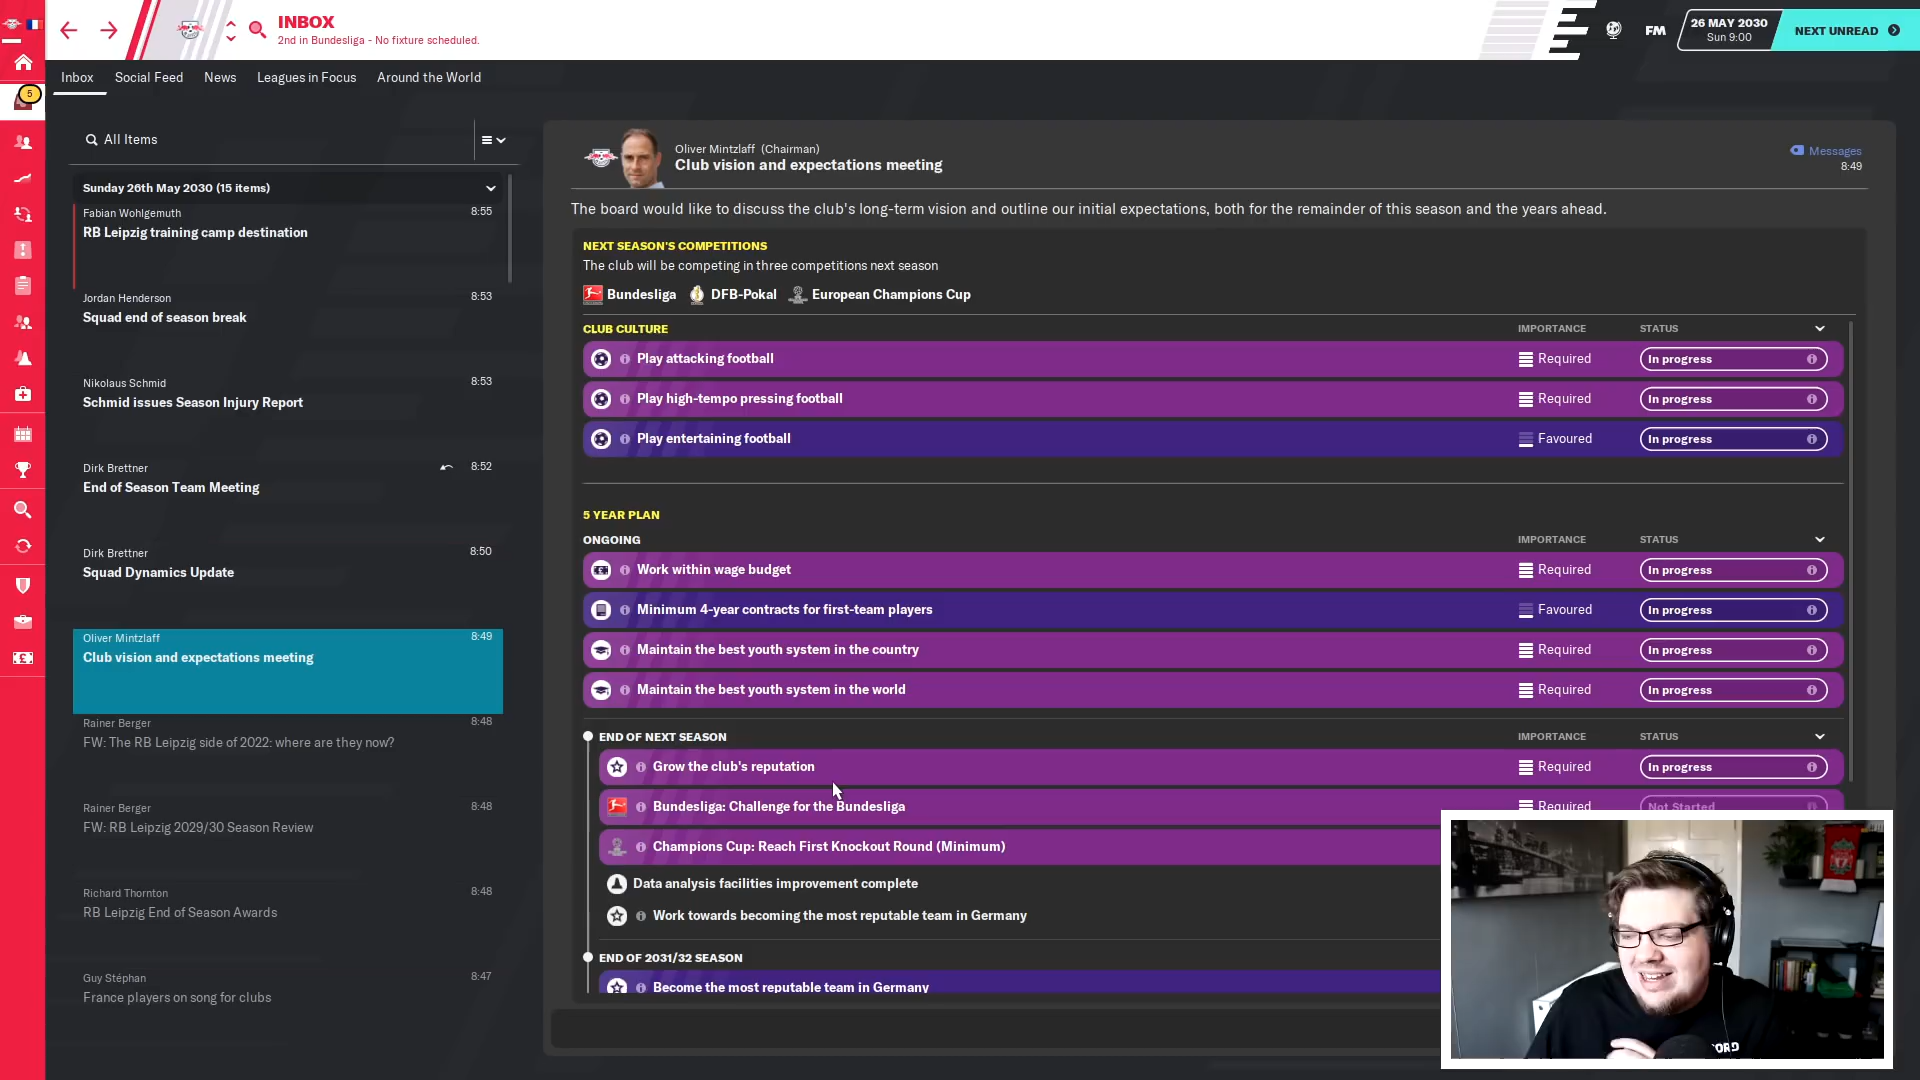 INBOX
2nd in Bundesliga - No fixture scheduled.
FM
26 MAY 2030
Sun 9:00
NEXT UNREAD
5
Inbox
Social Feed
News
Leagues in Focus
Around the World
All Items
Sunday 26th May 2030 (15 items)
Fabian Wohlgemuth 8:55
RB Leipzig training camp destination
Jordan Henderson 8:53
Squad end of season break
Nikolaus Schmid 8:53
Schmid issues Season Injury Report
Dirk Brettner 8:52
End of Season Team Meeting
Dirk Brettner 8:50
Squad Dynamics Update
Oliver Mintzlaff 8:49
Club vision and expectations meeting
Rainer Berger 8:48
FW: The RB Leipzig side of 2022: where are they now?
Rainer Berger 8:48
FW: RB Leipzig 2029/30 Season Review
Richard Thornton 8:48
RB Leipzig End of Season Awards
Guy Stéphan 8:47
France players on song for clubs
Oliver Mintzlaff (Chairman)
Club vision and expectations meeting
Messages
8:49
The board would like to discuss the club's long-term vision and outline our initial expectations, both for the remainder of this season and the years ahead.
NEXT SEASON'S COMPETITIONS
The club will be competing in three competitions next season
Bundesliga DFB-Pokal European Champions Cup
CLUB CULTURE IMPORTANCE STATUS
Play attacking football Required In progress
Play high-tempo pressing football Required In progress
Play entertaining football Favoured In progress
5 YEAR PLAN
ONGOING IMPORTANCE STATUS
Work within wage budget Required In progress
Minimum 4-year contracts for first-team players Favoured In progress
Maintain the best youth system in the country Required In progress
Maintain the best youth system in the world Required In progress
END OF NEXT SEASON IMPORTANCE STATUS
Grow the club's reputation Required In progress
Bundesliga: Challenge for the Bundesliga Required Not Started
Champions Cup: Reach First Knockout Round (Minimum)
Data analysis facilities improvement complete
Work towards becoming the most reputable team in Germany
END OF 2031/32 SEASON
Become the most reputable team in Germany